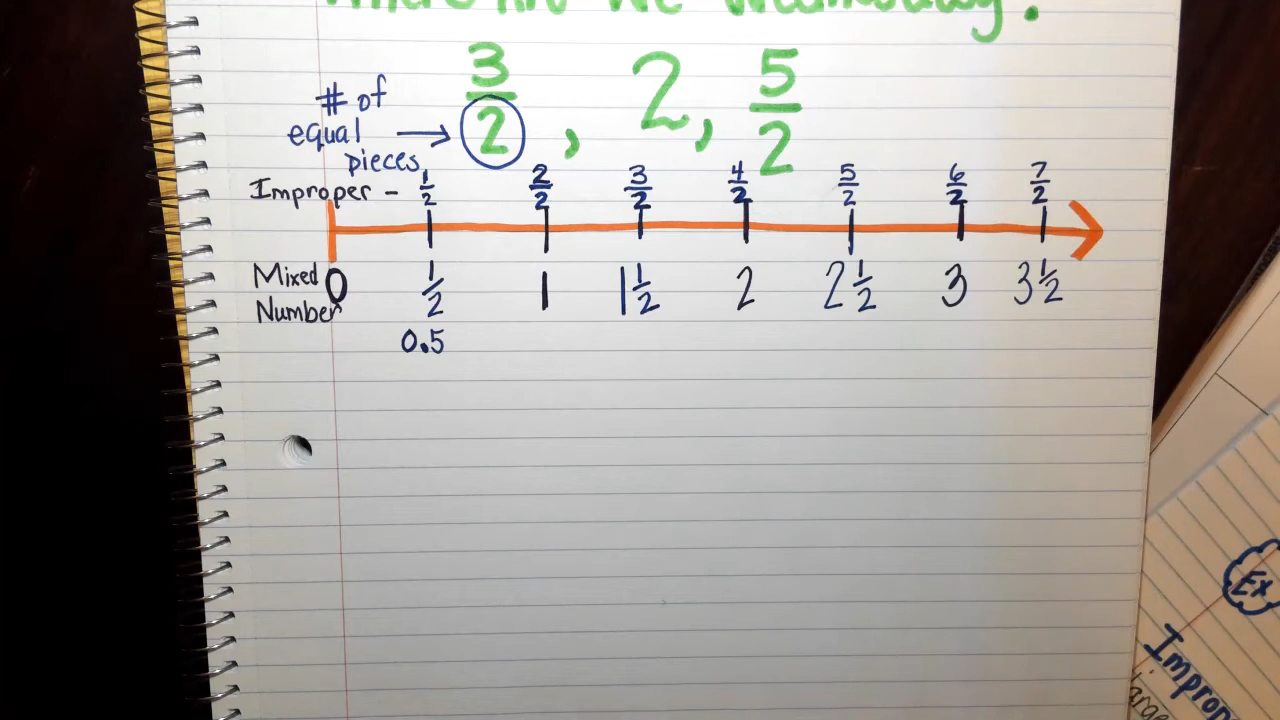 3/2, 2, 5/2
# of
equal →
pieces
Improper - 1/2 2/2 3/2 4/2 5/2 6/2 7/2
Mixed
Number
0 1/2 1 1 1/2 2 2 1/2 3 3 1/2
0.5
Ex
Impro